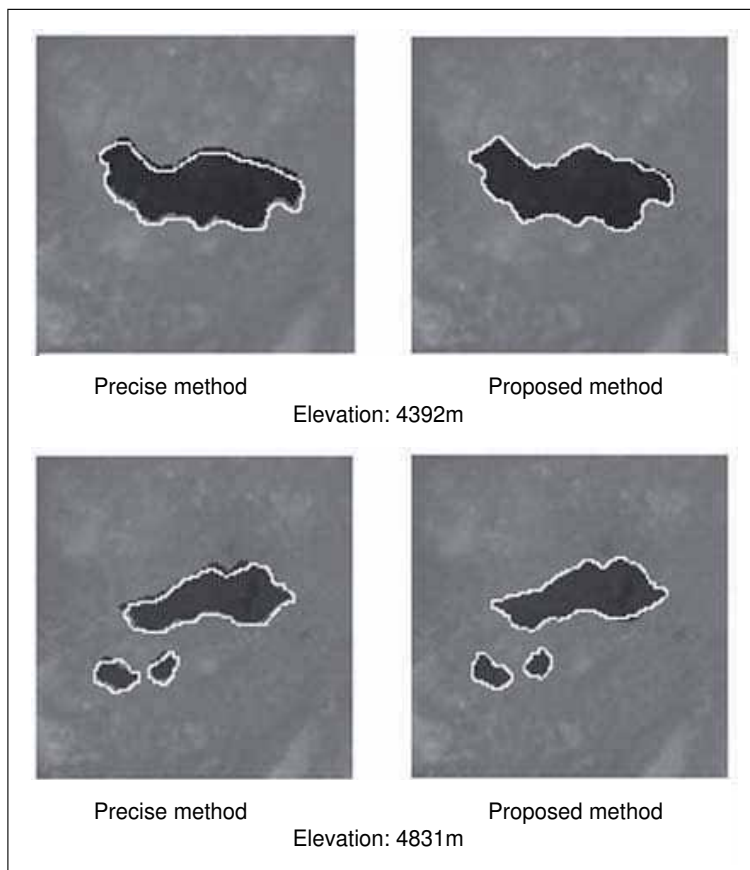 Precise method Proposed method
Elevation: 4392m
Precise method Proposed method
Elevation: 4831m